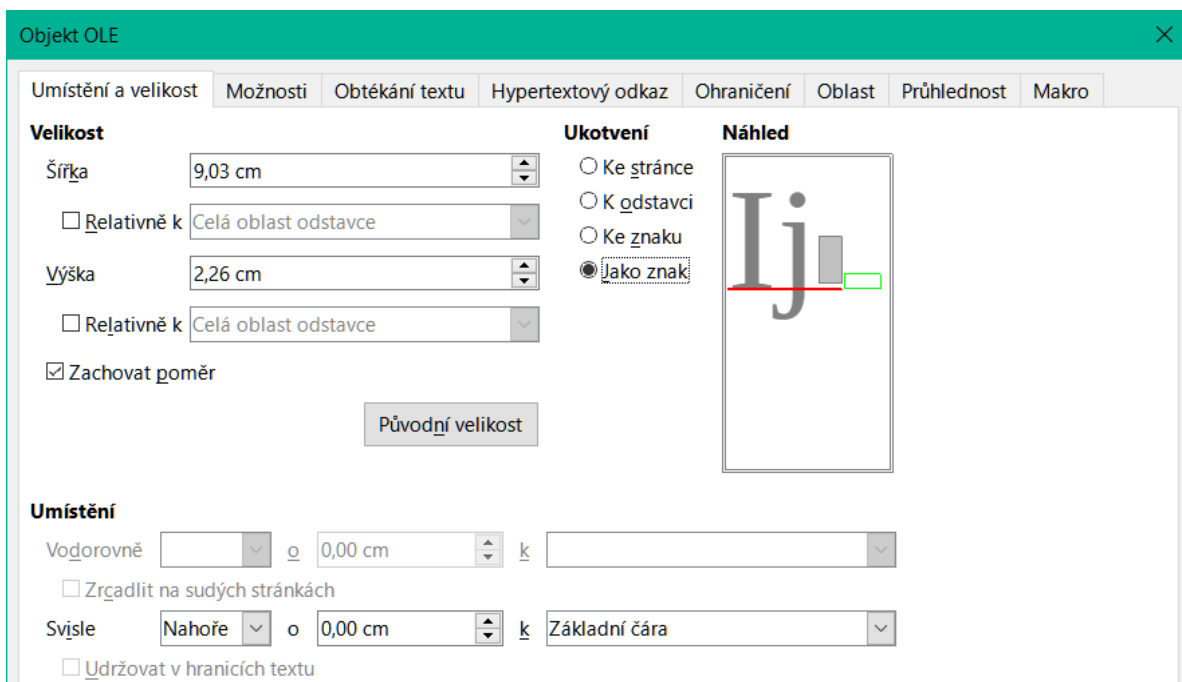 Objekt OLE
Umístění a velikost Možnosti Obtékání textu Hypertextový odkaz Ohraničení Oblast Průhlednost Makro
Velikost Ukotvení Náhled
Šířka 9,03 cm Ke stránce
Relativně k Celá oblast odstavce K odstavci
Ke znaku
Výška 2,26 cm Jako znak
Relativně k Celá oblast odstavce
Zachovat poměr
Původní velikost
Ij
Umístění
Vodorovně o 0,00 cm k
Zrcadlit na sudých stránkách
Svisle Nahoře o 0,00 cm k Základní čára
Udržovat v hranicích textu